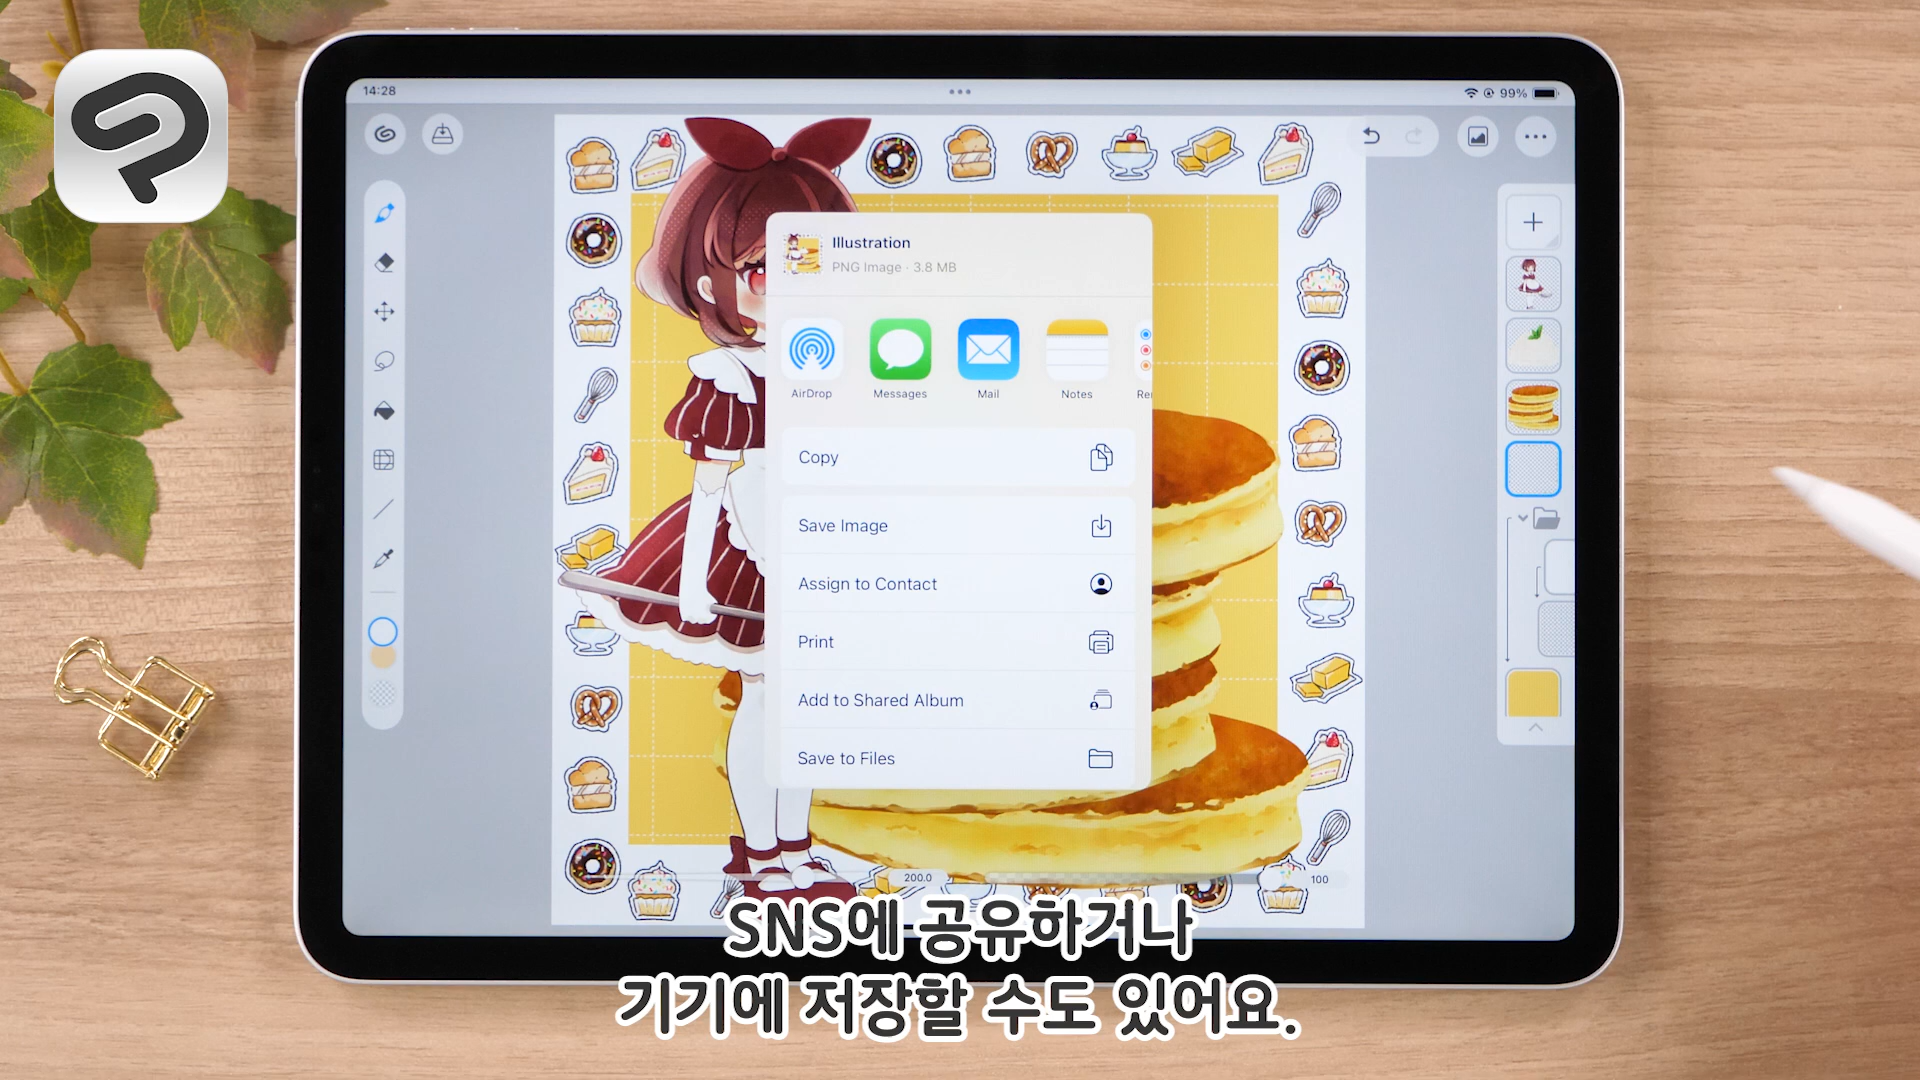 14:28
99%
Illustration
PNG Image · 3.8 MB
AirDrop
Messages
Mail
Notes
Copy
Save Image
Assign to Contact
Print
Add to Shared Album
Save to Files
200.0
100
SNS에 공유하거나
기기에 저장할 수도 있어요.